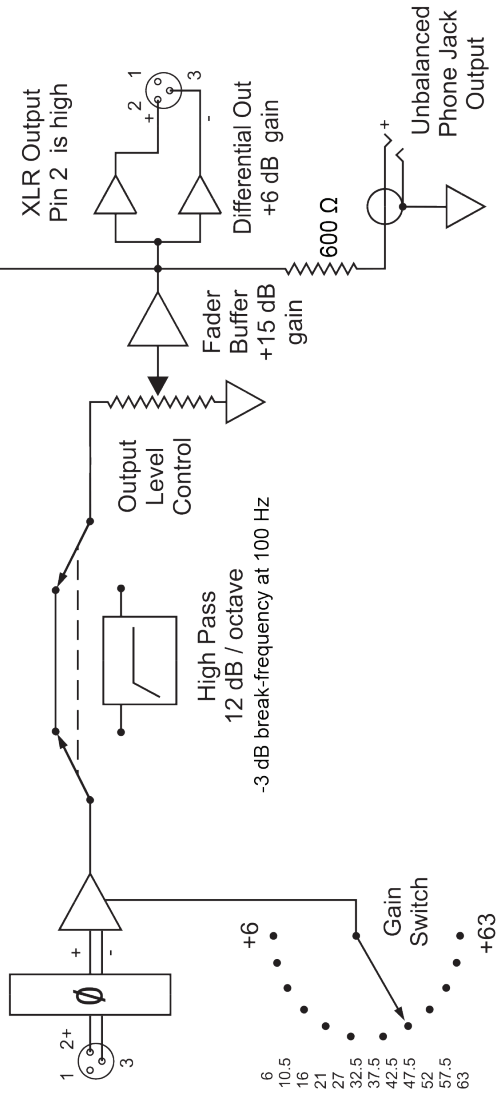 1
2+
3
Ø
+
-
+6
+63
Gain
Switch
6
10.5
16
21
27
32.5
37.5
42.5
47.5
52
57.5
63
High Pass
12 dB / octave
-3 dB break-frequency at 100 Hz
Output
Level
Control
Fader
Buffer
+15 dB
gain
XLR Output
Pin 2 is high
+
2
1
3
-
Differential Out
+6 dB gain
600 Ω
+
Unbalanced
Phone Jack
Output